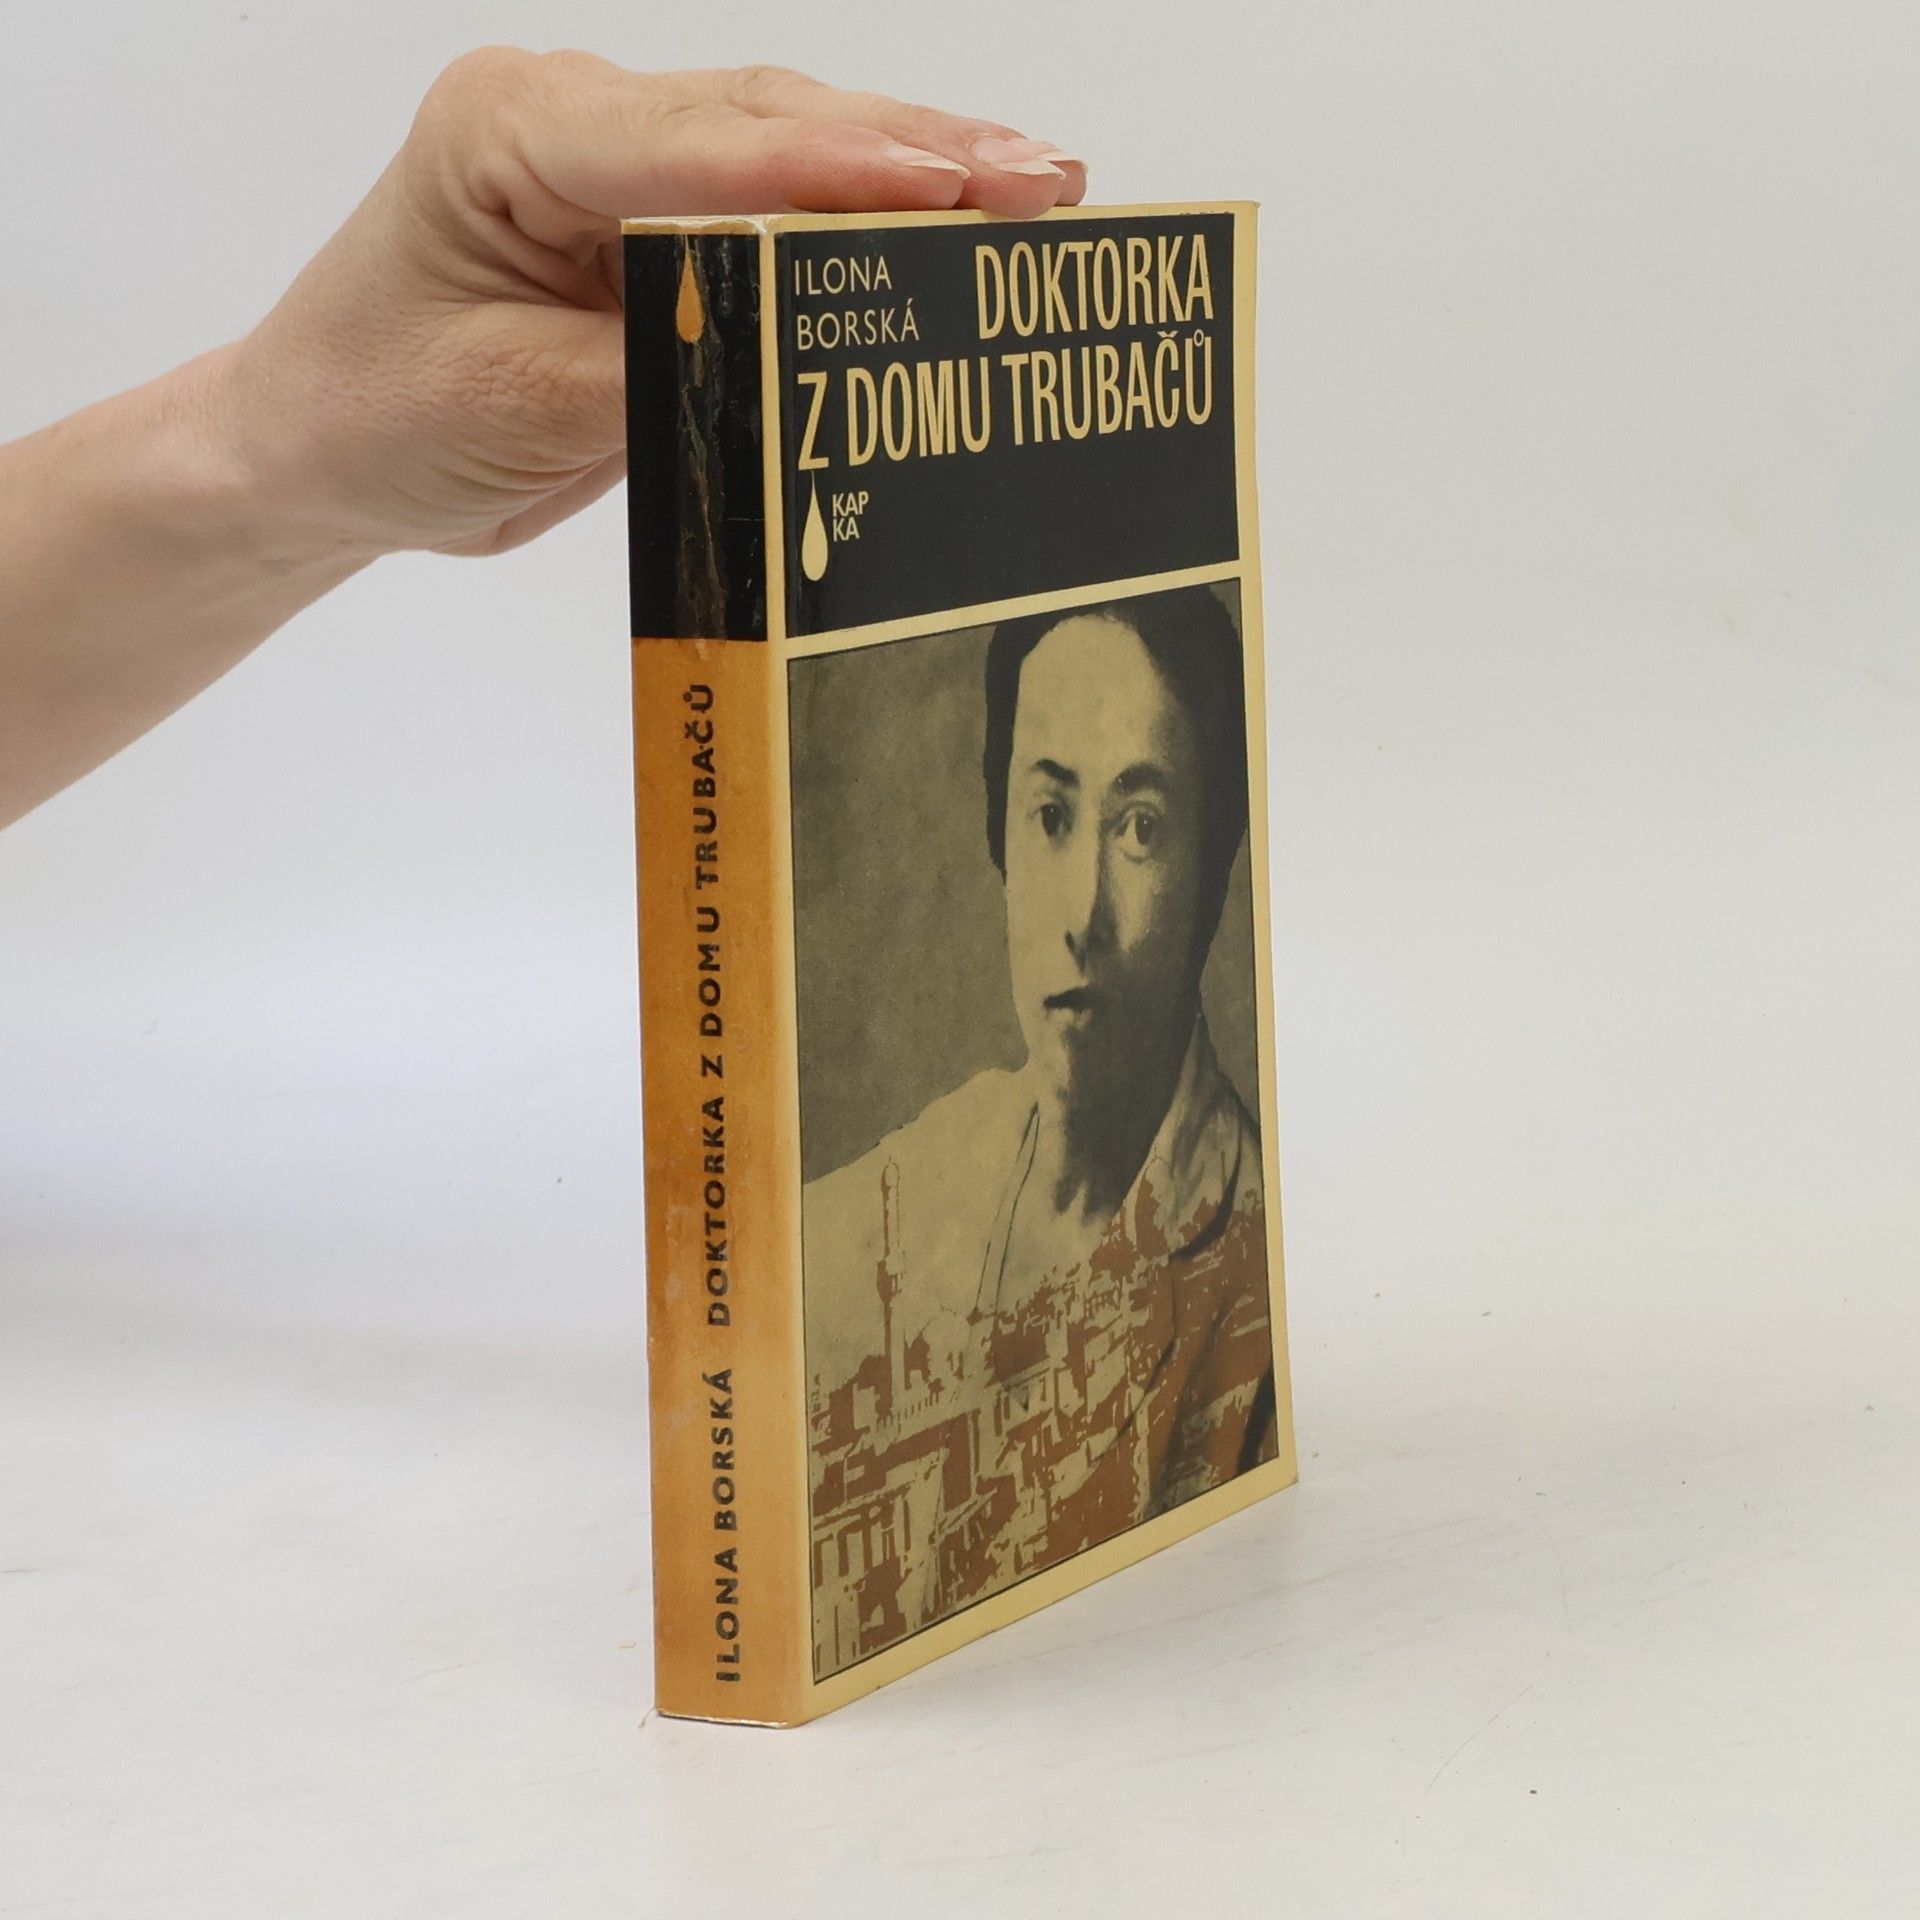 ILONA
BORSKÁ
DOKTORKA
Z DOMU TRUBAČŮ
KAP
KA
ILONA BORSKÁ DOKTORKA Z DOMU TRUBAČŮ